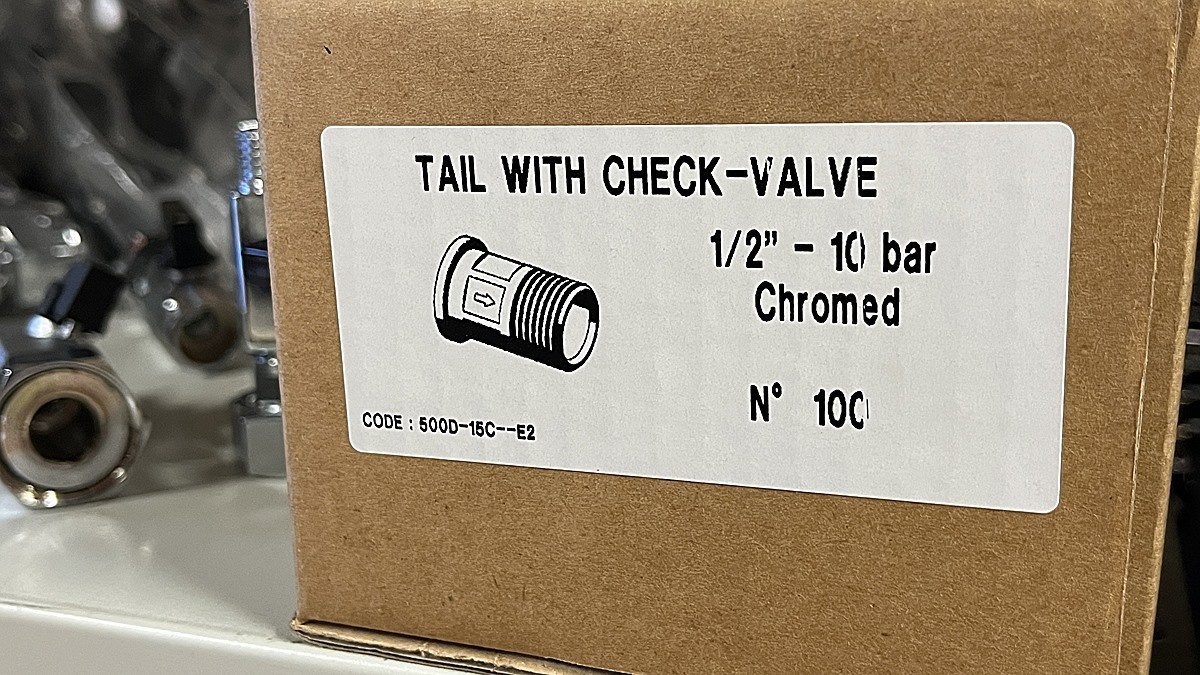 TAIL WITH CHECK-VALVE
1/2" - 10 bar
Chromed
N° 100
CODE : 500D-15C--E2